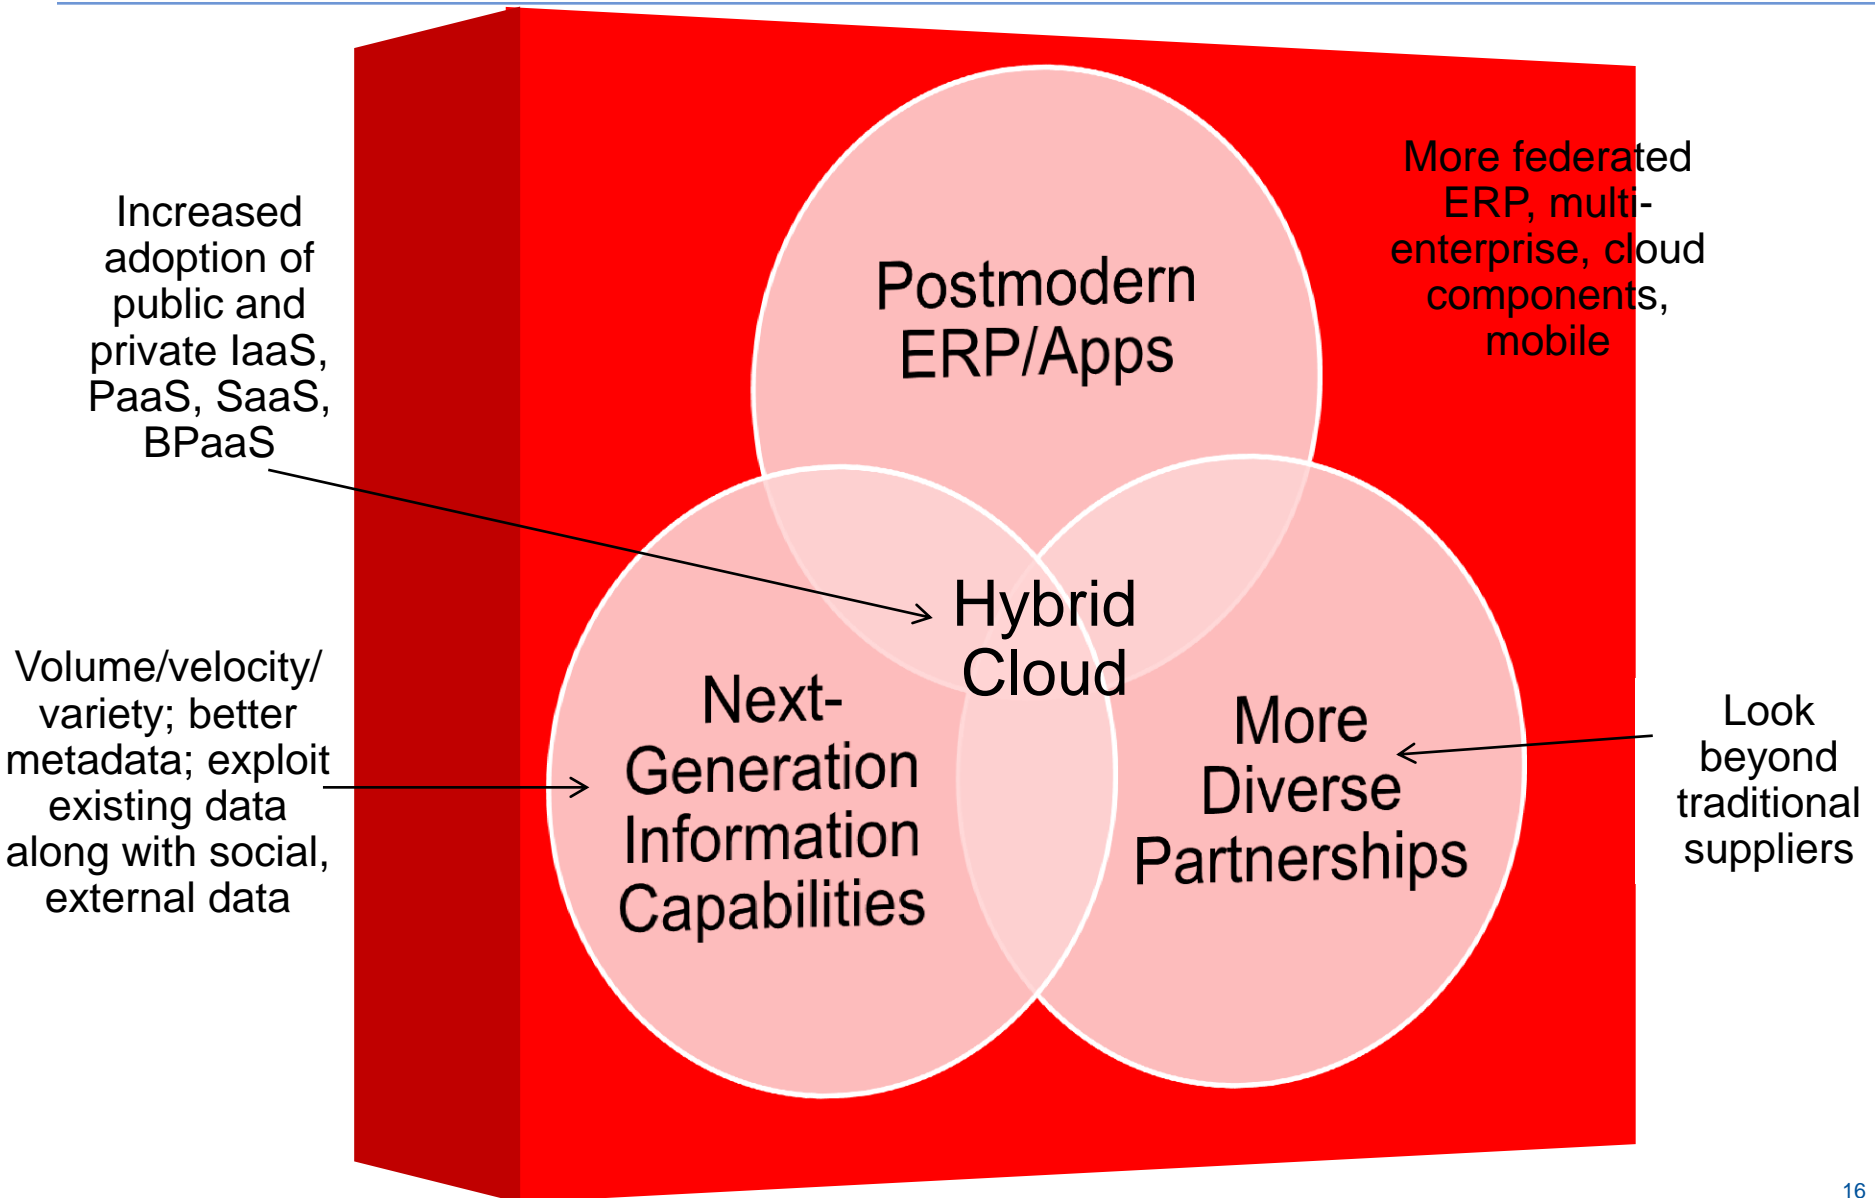 Increased
adoption of
public and
private IaaS,
PaaS, SaaS,
BPaaS
More federated
ERP, multi-
enterprise, cloud
components,
mobile
Postmodern
ERP/Apps
Hybrid
Cloud
Volume/velocity/
variety; better
metadata; exploit
existing data
along with social,
external data
Next-
Generation
Information
Capabilities
More
Diverse
Partnerships
Look
beyond
traditional
suppliers
16